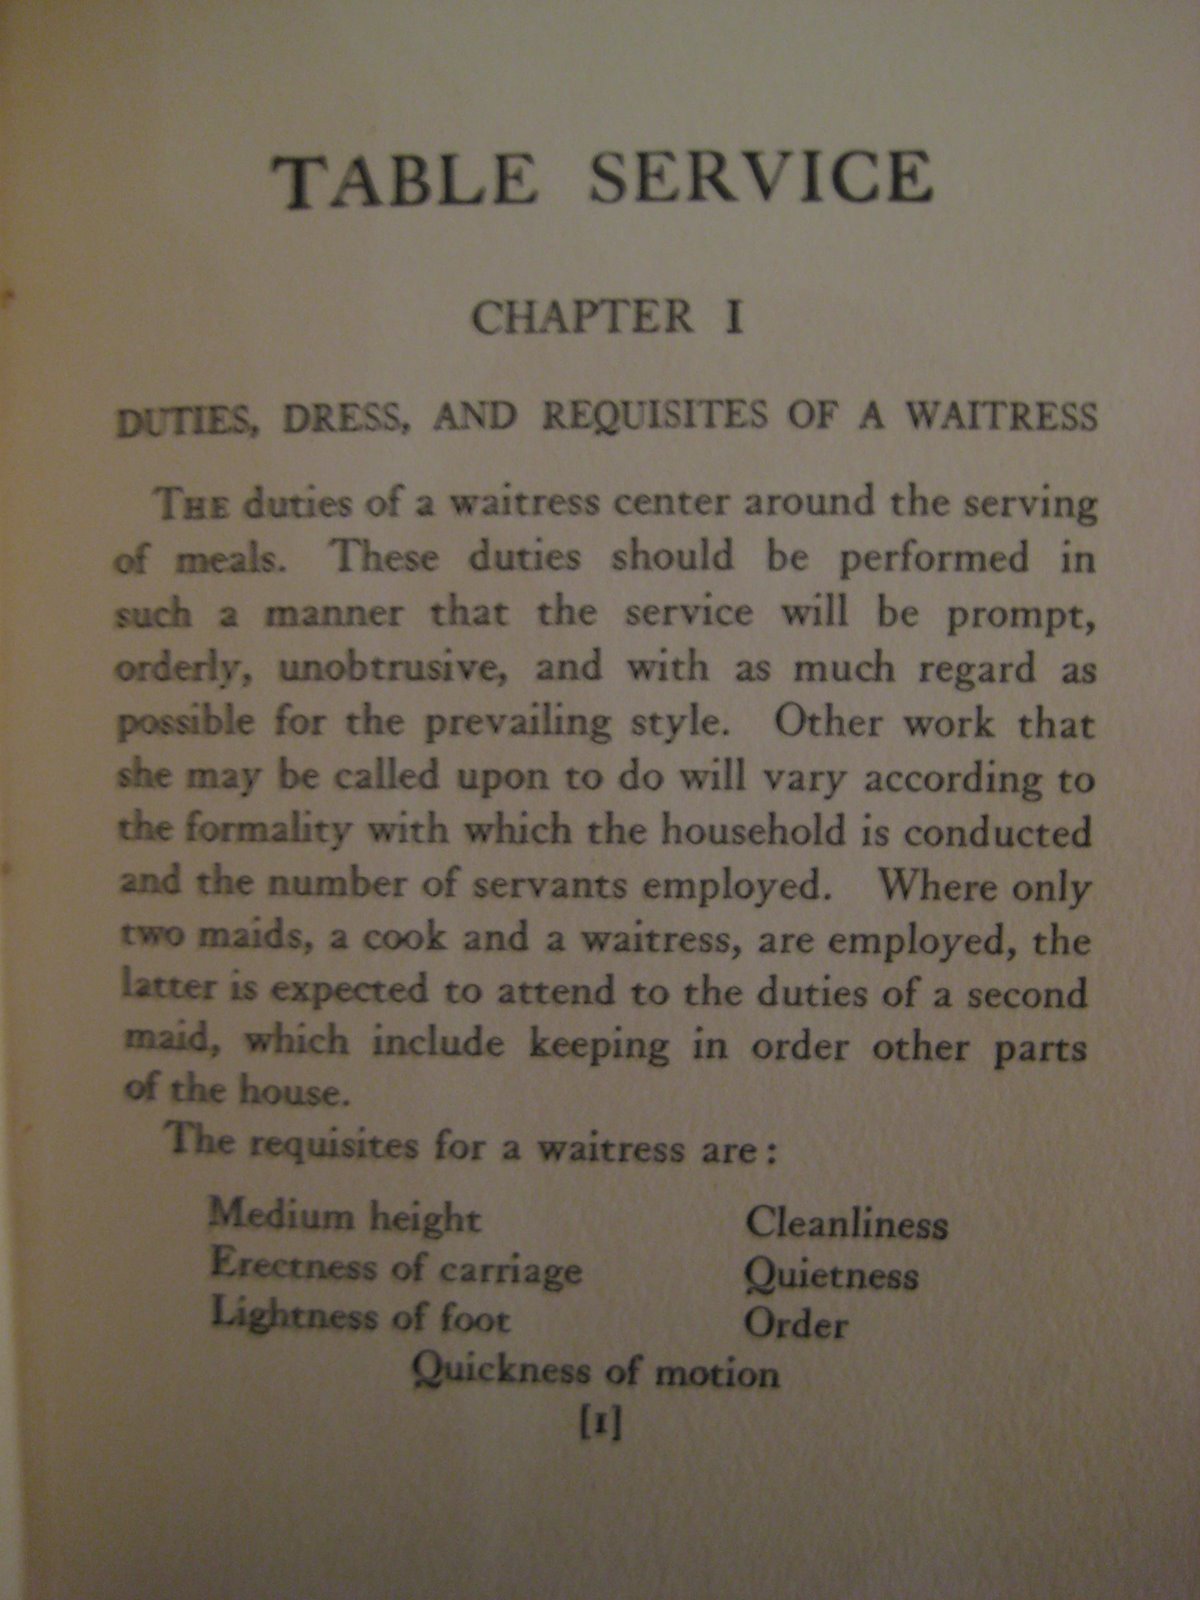 TABLE SERVICE
CHAPTER I
DUTIES, DRESS, AND REQUISITES OF A WAITRESS
THE duties of a waitress center around the serving
of meals. These duties should be performed in
such a manner that the service will be prompt,
orderly, unobtrusive, and with as much regard as
possible for the prevailing style. Other work that
she may be called upon to do will vary according to
the formality with which the household is conducted
and the number of servants employed. Where only
two maids, a cook and a waitress, are employed, the
latter is expected to attend to the duties of a second
maid, which include keeping in order other parts
of the house.
The requisites for a waitress are:
Medium height Cleanliness
Erectness of carriage Quietness
Lightness of foot Order
Quickness of motion
[1]